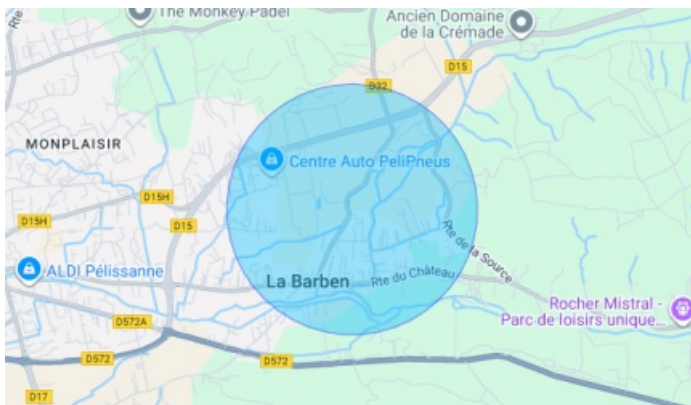 The Monkey Padel
Rte
Ancien Domaine
de la Crémade
D15
D22
MONPLAISIR
Centre Auto PeliPneus
D15H
D15H
D15
Rte de la Source
ALDI Pélissanne
La Barben
Rte du Château
Rocher Mistral -
Parc de loisirs unique...
D572A
D572
D572
D17